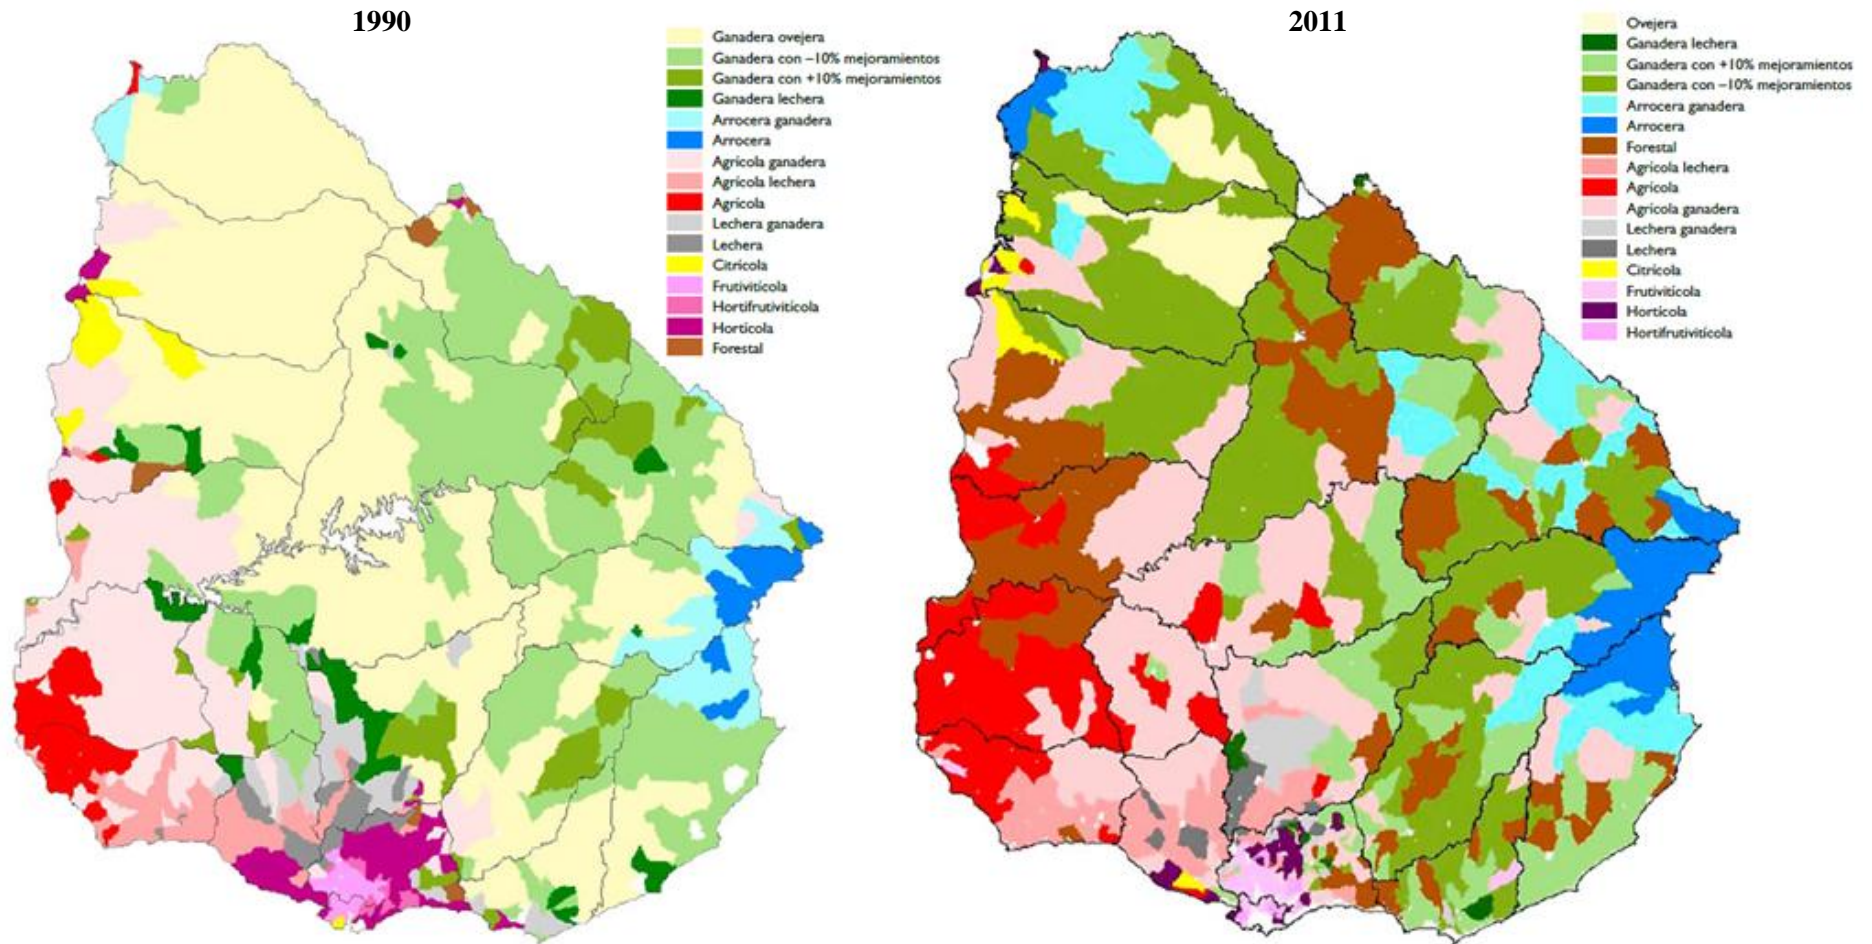 1990
Ganadera ovejera
Ganadera con –10% mejoramientos
Ganadera con +10% mejoramientos
Ganadera lechera
Arrocera ganadera
Arrocera
Agrícola ganadera
Agrícola lechera
Agrícola
Lechera ganadera
Lechera
Citrícola
Frutivitícola
Hortifrutivitícola
Hortícola
Forestal
2011
Ovejera
Ganadera lechera
Ganadera con +10% mejoramientos
Ganadera con –10% mejoramientos
Arrocera ganadera
Arrocera
Forestal
Agrícola lechera
Agrícola
Agrícola ganadera
Lechera ganadera
Lechera
Citrícola
Frutivitícola
Hortícola
Hortifrutivitícola